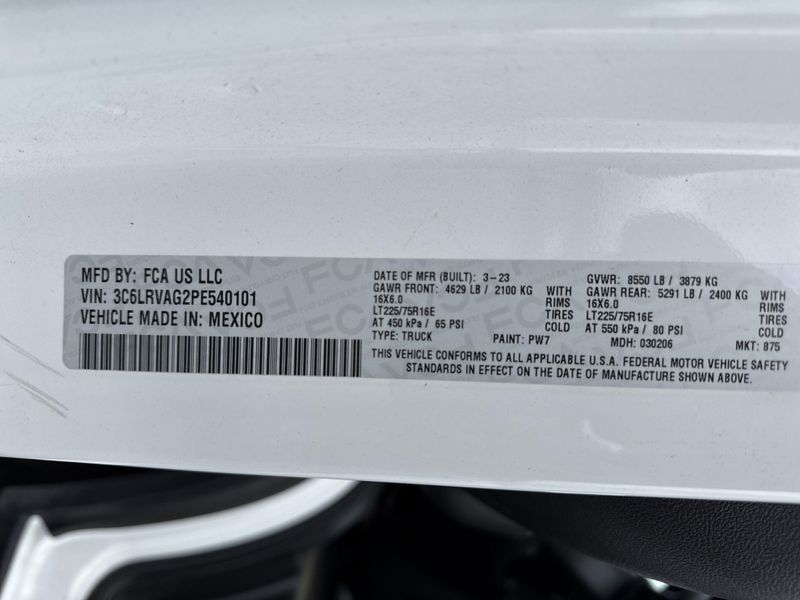 MFD BY: FCA US LLC
VIN: 3C6LRVAG2PE540101
VEHICLE MADE IN: MEXICO
DATE OF MFR (BUILT): 3-23
GAWR FRONT: 4629 LB / 2100 KG WITH
16X6.0 RIMS
LT225/75R16E TIRES
AT 450 kPa / 65 PSI COLD
TYPE: TRUCK PAINT: PW7
GVWR: 8550 LB / 3879 KG
GAWR REAR: 5291 LB / 2400 KG WITH
16X6.0 RIMS
LT225/75R16E TIRES
AT 550 kPa / 80 PSI COLD
MDH: 030206 MKT: 875
THIS VEHICLE CONFORMS TO ALL APPLICABLE U.S.A. FEDERAL MOTOR VEHICLE SAFETY
STANDARDS IN EFFECT ON THE DATE OF MANUFACTURE SHOWN ABOVE.